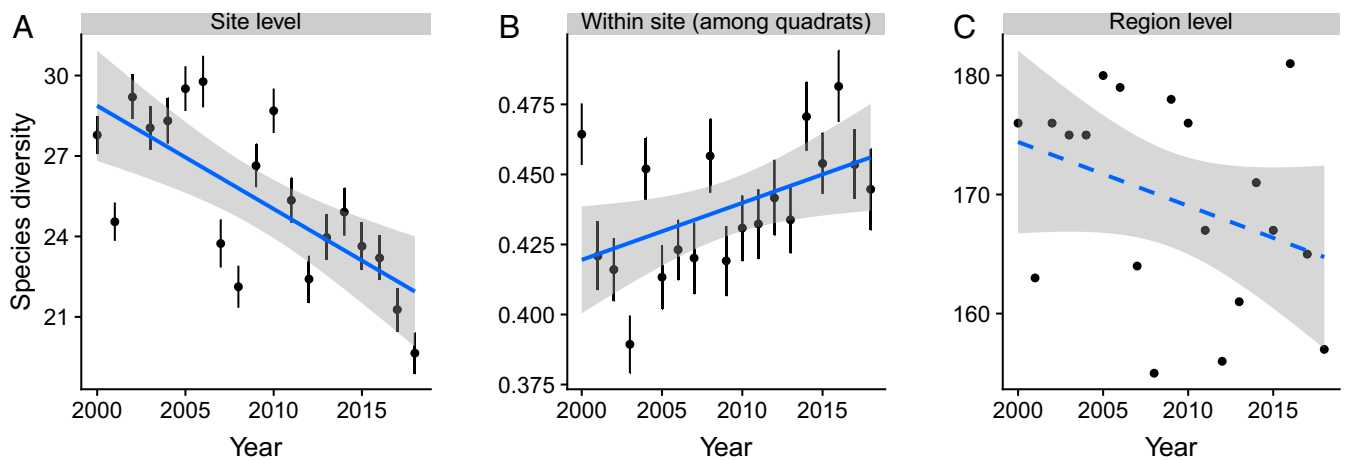 A
Site level
Species diversity
30
27
24
21
2000
2005
2010
2015
Year
B
Within site (among quadrats)
0.475
0.450
0.425
0.400
0.375
2000
2005
2010
2015
Year
C
Region level
180
170
160
2000
2005
2010
2015
Year